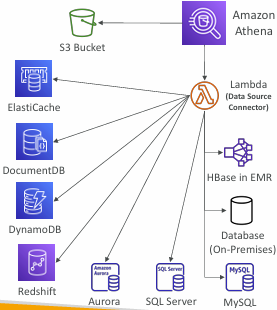 Amazon
Athena
S3 Bucket
Lambda
(Data Source
Connector)
ElastiCache
DocumentDB
HBase in EMR
DynamoDB
Database
(On-Premises)
Redshift
Amazon
Aurora
Aurora
SQL Server
SQL Server
MySQL
MySQL